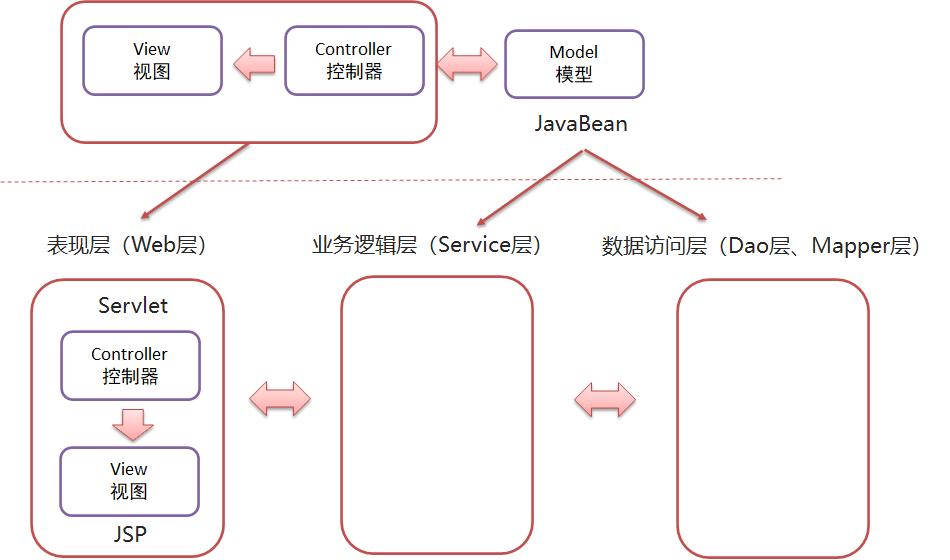 View
视图
Controller
控制器
Model
模型
JavaBean
表现层（Web层）
业务逻辑层（Service层）
数据访问层（Dao层、Mapper层）
Servlet
Controller
控制器
View
视图
JSP